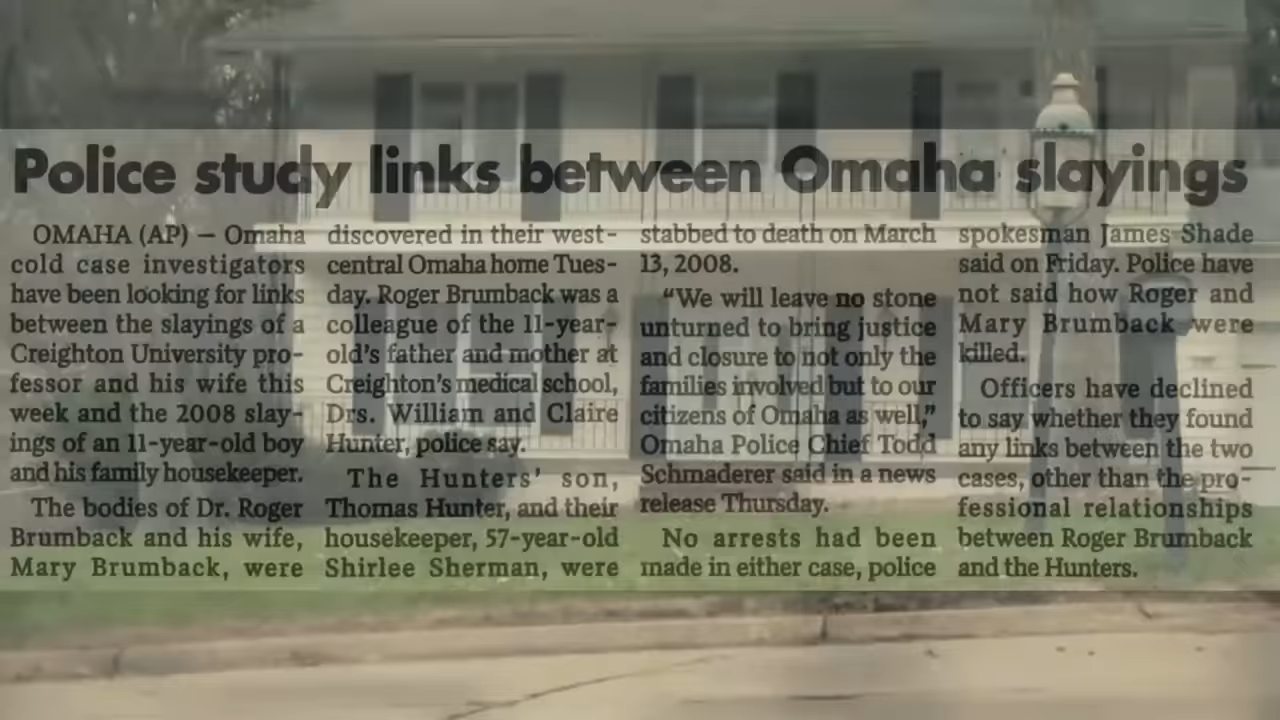 Police study links between Omaha slayings
OMAHA (AP) — Omaha
cold case investigators
have been looking for links
between the slayings of a
Creighton University pro-
fessor and his wife this
week and the 2008 slay-
ings of an 11-year-old boy
and his family housekeeper.
The bodies of Dr. Roger
Brumback and his wife,
Mary Brumback, were
discovered in their west-
central Omaha home Tues-
day. Roger Brumback was a
colleague of the 11-year-
old's father and mother at
Creighton's medical school,
Drs. William and Claire
Hunter, police say.
The Hunters' son,
Thomas Hunter, and their
housekeeper, 57-year-old
Shirlee Sherman, were
stabbed to death on March
13, 2008.
“We will leave no stone
unturned to bring justice
and closure to not only the
families involved but to our
citizens of Omaha as well,”
Omaha Police Chief Todd
Schmaderer said in a news
release Thursday.
No arrests had been
made in either case, police
spokesman James Shade
said on Friday. Police have
not said how Roger and
Mary Brumback were
killed.
Officers have declined
to say whether they found
any links between the two
cases, other than the pro-
fessional relationships
between Roger Brumback
and the Hunters.